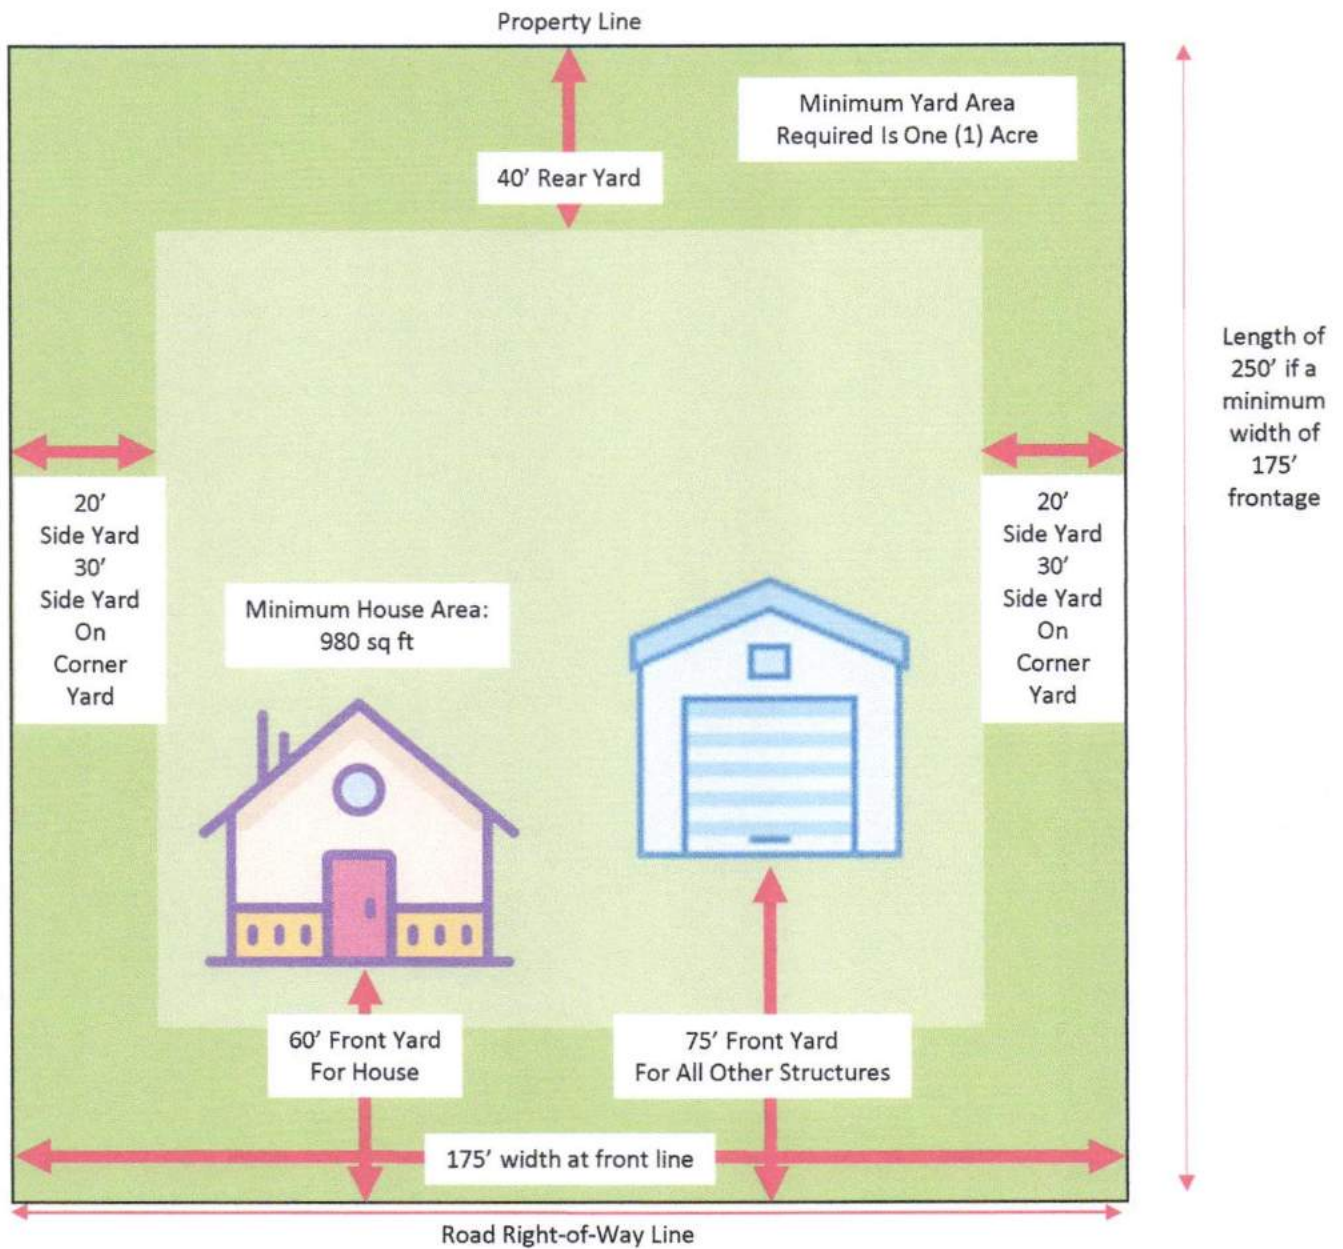 Property Line
Minimum Yard Area
Required Is One (1) Acre
40' Rear Yard
Length of
250' if a
minimum
width of
175'
frontage
20'
Side Yard
30'
Side Yard
On
Corner
Yard
20'
Side Yard
30'
Side Yard
On
Corner
Yard
Minimum House Area:
980 sq ft
60' Front Yard
For House
75' Front Yard
For All Other Structures
175' width at front line
Road Right-of-Way Line